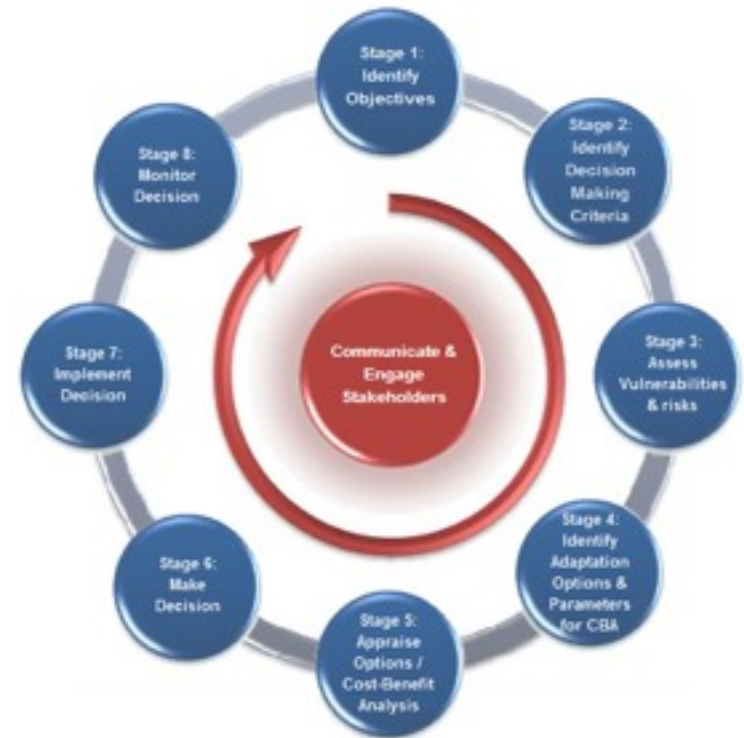 Stage 1:
Identify
Objectives
Stage 2:
Identify
Decision
Making
Criteria
Stage 3:
Assess
Vulnerabilities
& risks
Stage 4:
Identify
Adaptation
Options &
Parameters
for CBA
Stage 5:
Appraise
Options /
Cost-Benefit
Analysis
Stage 6:
Make
Decision
Stage 7:
Implement
Decision
Stage 8:
Monitor
Decision
Communicate &
Engage
Stakeholders